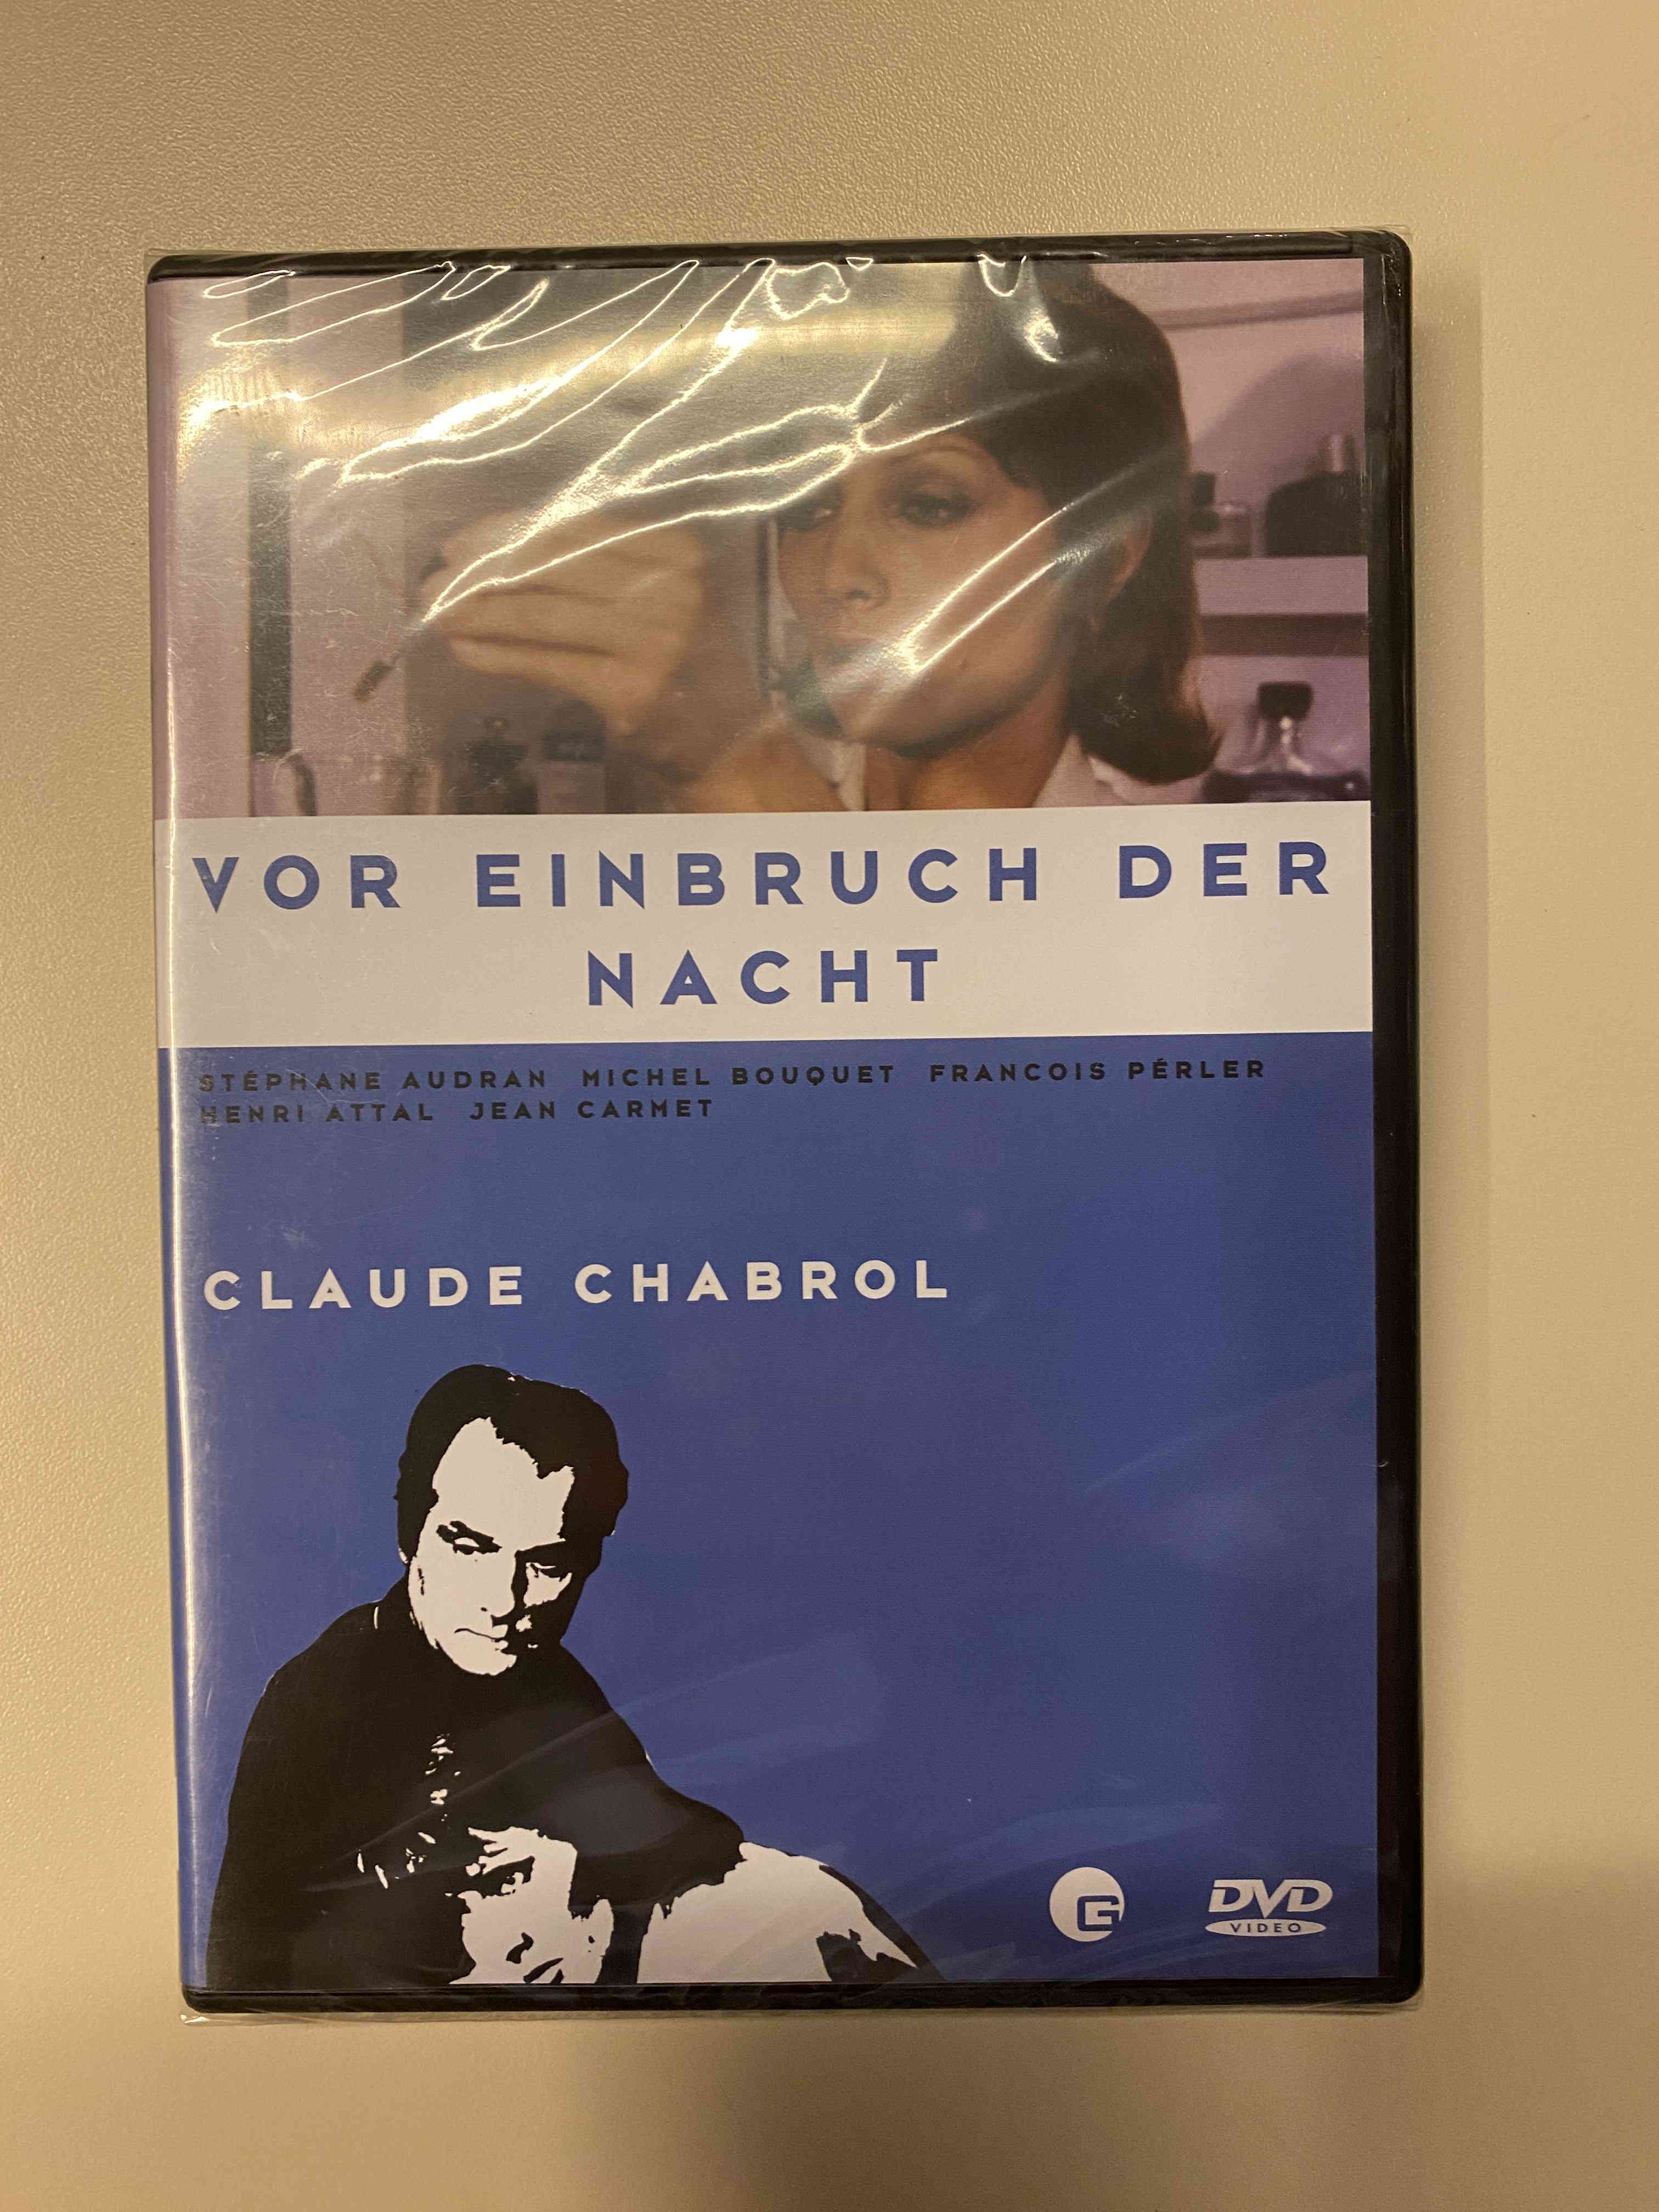 VOR EINBRUCH DER
NACHT
STÉPHANE AUDRAN MICHEL BOUQUET FRANCOIS PÉRLER
HENRI ATTAL JEAN CARMET
CLAUDE CHABROL
G
DVD
VIDEO